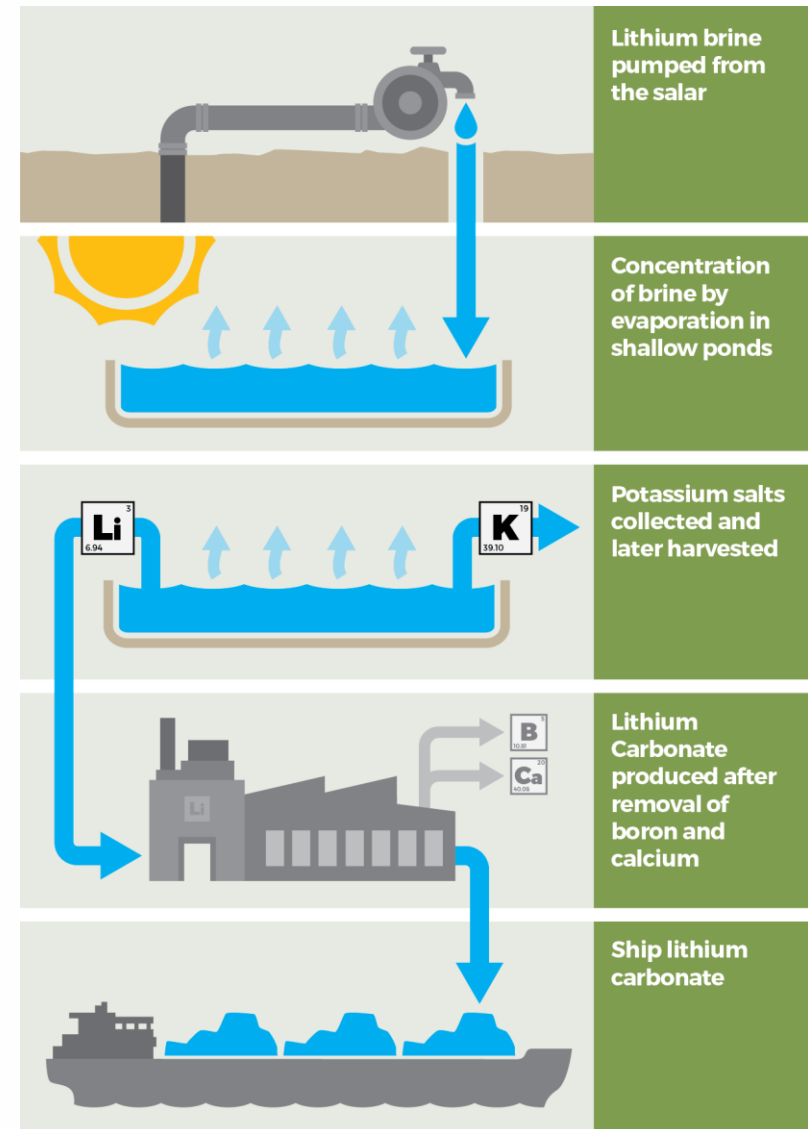 Lithium brine
pumped from
the salar
Concentration
of brine by
evaporation in
shallow ponds
3
Li
6.94
19
K
39.10
Potassium salts
collected and
later harvested
5
B
10.81
20
Ca
40.08
Li
Lithium
Carbonate
produced after
removal of
boron and
calcium
Ship lithium
carbonate